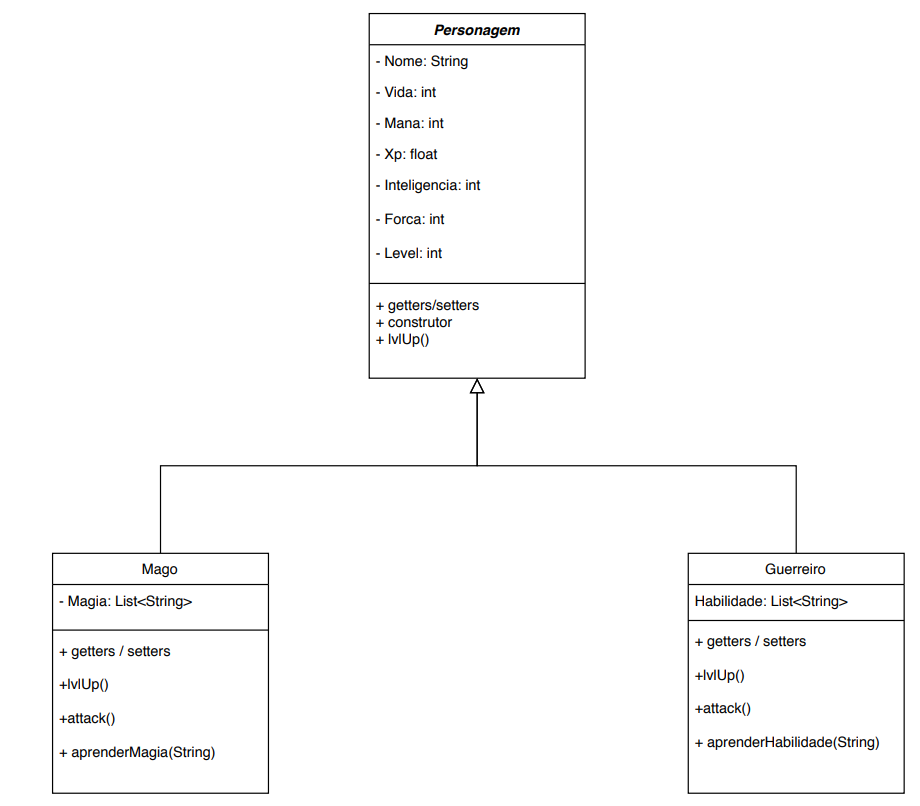 Personagem
- Nome: String
- Vida: int
- Mana: int
- Xp: float
- Inteligencia: int
- Forca: int
- Level: int
+ getters/setters
+ construtor
+ lvlUp()
Mago
- Magia: List<String>
+ getters / setters
+lvlUp()
+attack()
+ aprenderMagia(String)
Guerreiro
Habilidade: List<String>
+ getters / setters
+lvlUp()
+attack()
+ aprenderHabilidade(String)